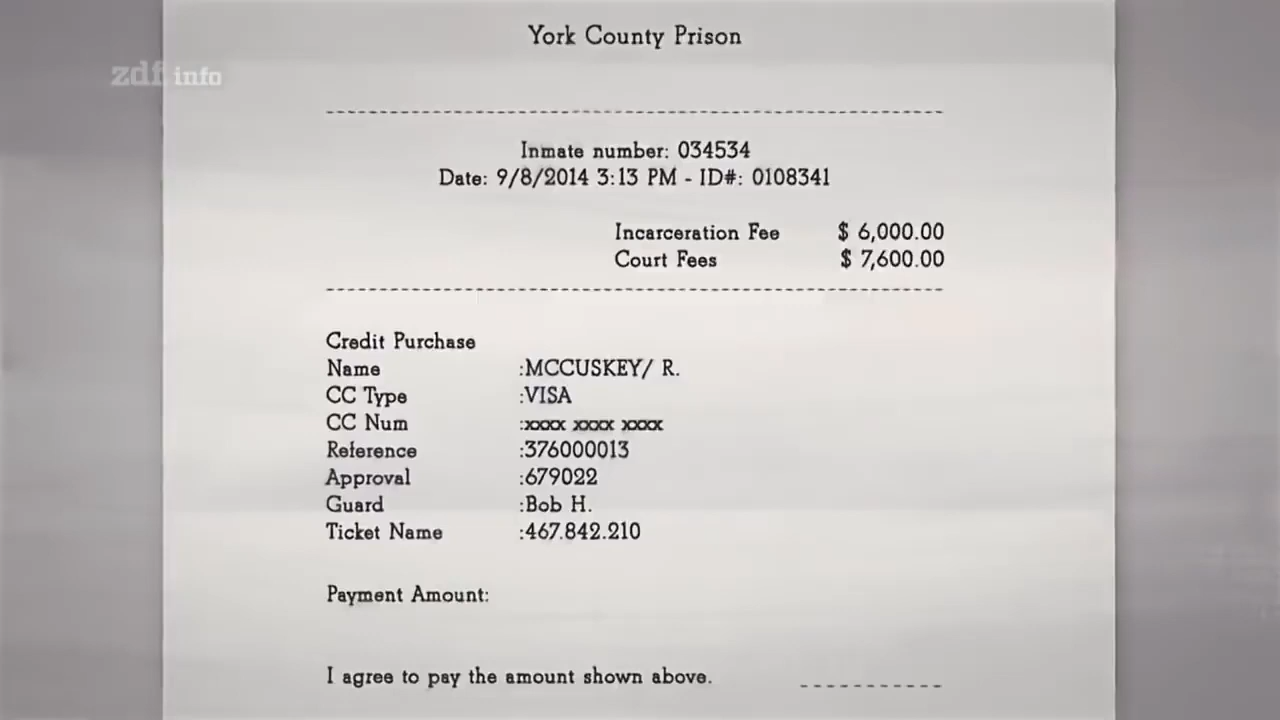 York County Prison
zdf info
Inmate number: 034534
Date: 9/8/2014 3:13 PM - ID#: 0108341
Incarceration Fee $ 6,000.00
Court Fees $ 7,600.00
Credit Purchase
Name :MCCUSKEY/ R.
CC Type :VISA
CC Num :xxxx xxxx xxxx
Reference :376000013
Approval :679022
Guard :Bob H.
Ticket Name :467.842.210
Payment Amount:
I agree to pay the amount shown above.